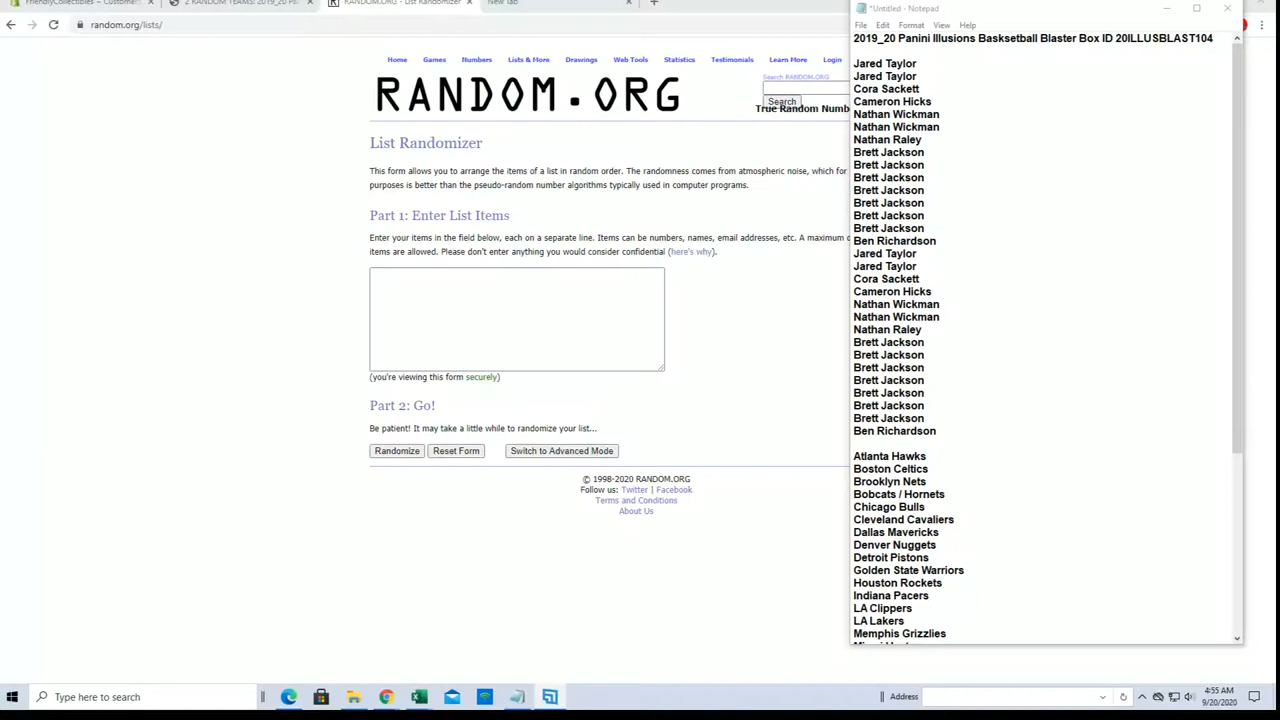 FriendlyCollectibles ~ Customer
2 RANDOM TEAMS: 2019_20 Pa
RANDOM.ORG - List Randomizer
New Tab
random.org/lists/
Home Games Numbers Lists & More Drawings Web Tools Statistics Testimonials Learn More Login
RANDOM.ORG
Search RANDOM.ORG
Search
True Random Numb
List Randomizer
This form allows you to arrange the items of a list in random order. The randomness comes from atmospheric noise, which for
purposes is better than the pseudo-random number algorithms typically used in computer programs.
Part 1: Enter List Items
Enter your items in the field below, each on a separate line. Items can be numbers, names, email addresses, etc. A maximum o
items are allowed. Please don't enter anything you would consider confidential (here's why).
(you're viewing this form securely)
Part 2: Go!
Be patient! It may take a little while to randomize your list...
Randomize Reset Form Switch to Advanced Mode
© 1998-2020 RANDOM.ORG
Follow us: Twitter | Facebook
Terms and Conditions
About Us
*Untitled - Notepad
File Edit Format View Help
2019_20 Panini Illusions Basksetball Blaster Box ID 20ILLUSBLAST104
Jared Taylor
Jared Taylor
Cora Sackett
Cameron Hicks
Nathan Wickman
Nathan Wickman
Nathan Raley
Brett Jackson
Brett Jackson
Brett Jackson
Brett Jackson
Brett Jackson
Brett Jackson
Brett Jackson
Ben Richardson
Jared Taylor
Jared Taylor
Cora Sackett
Cameron Hicks
Nathan Wickman
Nathan Wickman
Nathan Raley
Brett Jackson
Brett Jackson
Brett Jackson
Brett Jackson
Brett Jackson
Brett Jackson
Brett Jackson
Ben Richardson
Atlanta Hawks
Boston Celtics
Brooklyn Nets
Bobcats / Hornets
Chicago Bulls
Cleveland Cavaliers
Dallas Mavericks
Denver Nuggets
Detroit Pistons
Golden State Warriors
Houston Rockets
Indiana Pacers
LA Clippers
LA Lakers
Memphis Grizzlies
Type here to search
Address
4:55 AM
9/20/2020